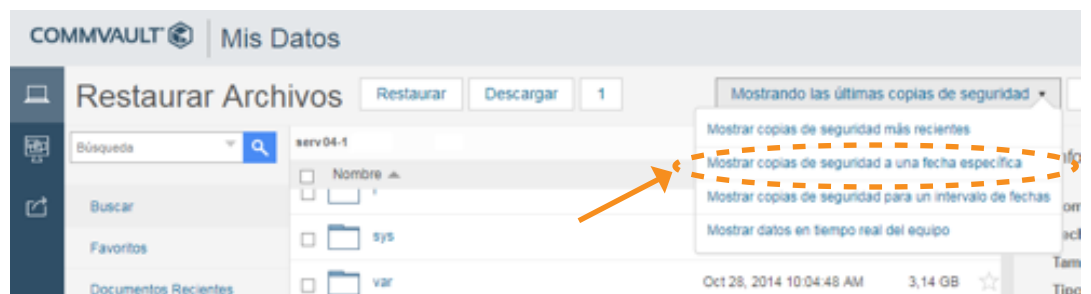 COMMVAULT Mis Datos
Restaurar Archivos Restaurar Descargar 1 Mostrando las últimas copias de seguridad
Búsqueda serv04-1 Mostrar copias de seguridad más recientes
Nombre Mostrar copias de seguridad a una fecha específica
Buscar Mostrar copias de seguridad para un intervalo de fechas
Favoritos sys Mostrar datos en tiempo real del equipo
Documentos Recientes var Oct 28, 2014 10:04:48 AM 3,14 GB